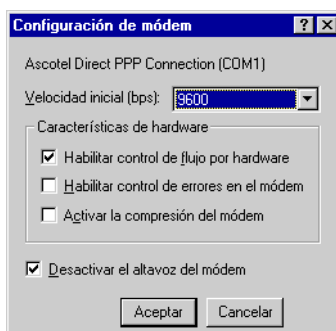 Configuración de módem
Ascotel Direct PPP Connection (COM1)
Velocidad inicial (bps): 9600
Características de hardware
Habilitar control de flujo por hardware
Habilitar control de errores en el módem
Activar la compresión del módem
Desactivar el altavoz del módem
Aceptar Cancelar